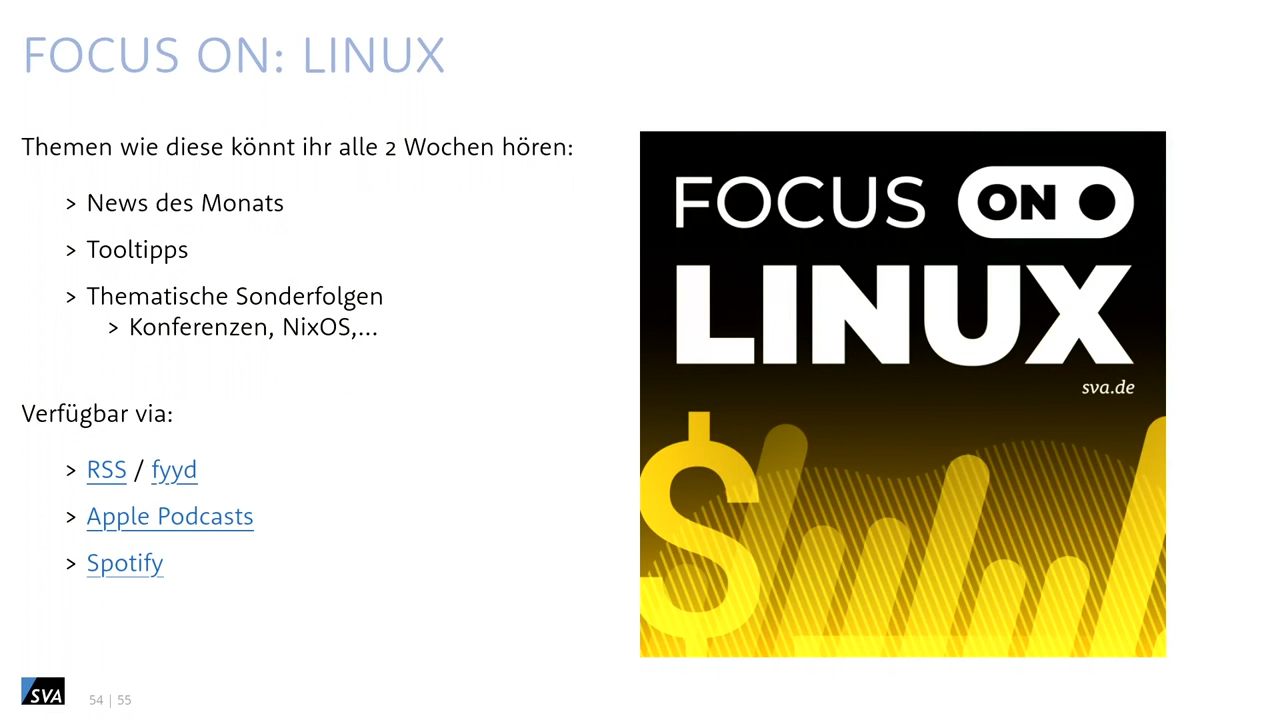 FOCUS ON: LINUX
Themen wie diese könnt ihr alle 2 Wochen hören:
> News des Monats
> Tooltipps
> Thematische Sonderfolgen
> Konferenzen, NixOS,...
Verfügbar via:
> RSS / fyyd
> Apple Podcasts
> Spotify
FOCUS ON
LINUX
sva.de
$
SVA
54 | 55